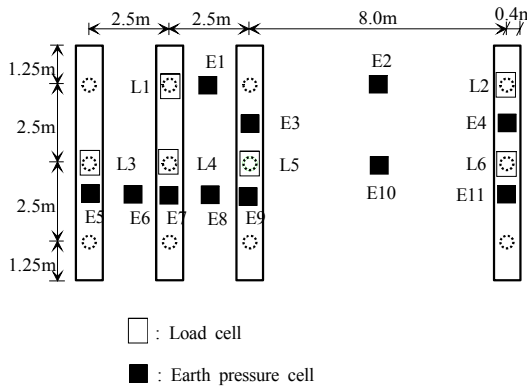 2.5m 2.5m 8.0m 0.4m
1.25m
2.5m
2.5m
1.25m
E1 E2
L1 L2
E3 E4
L3 L4 L5 L6
E10 E11
E5 E6 E7 E8 E9
: Load cell
: Earth pressure cell